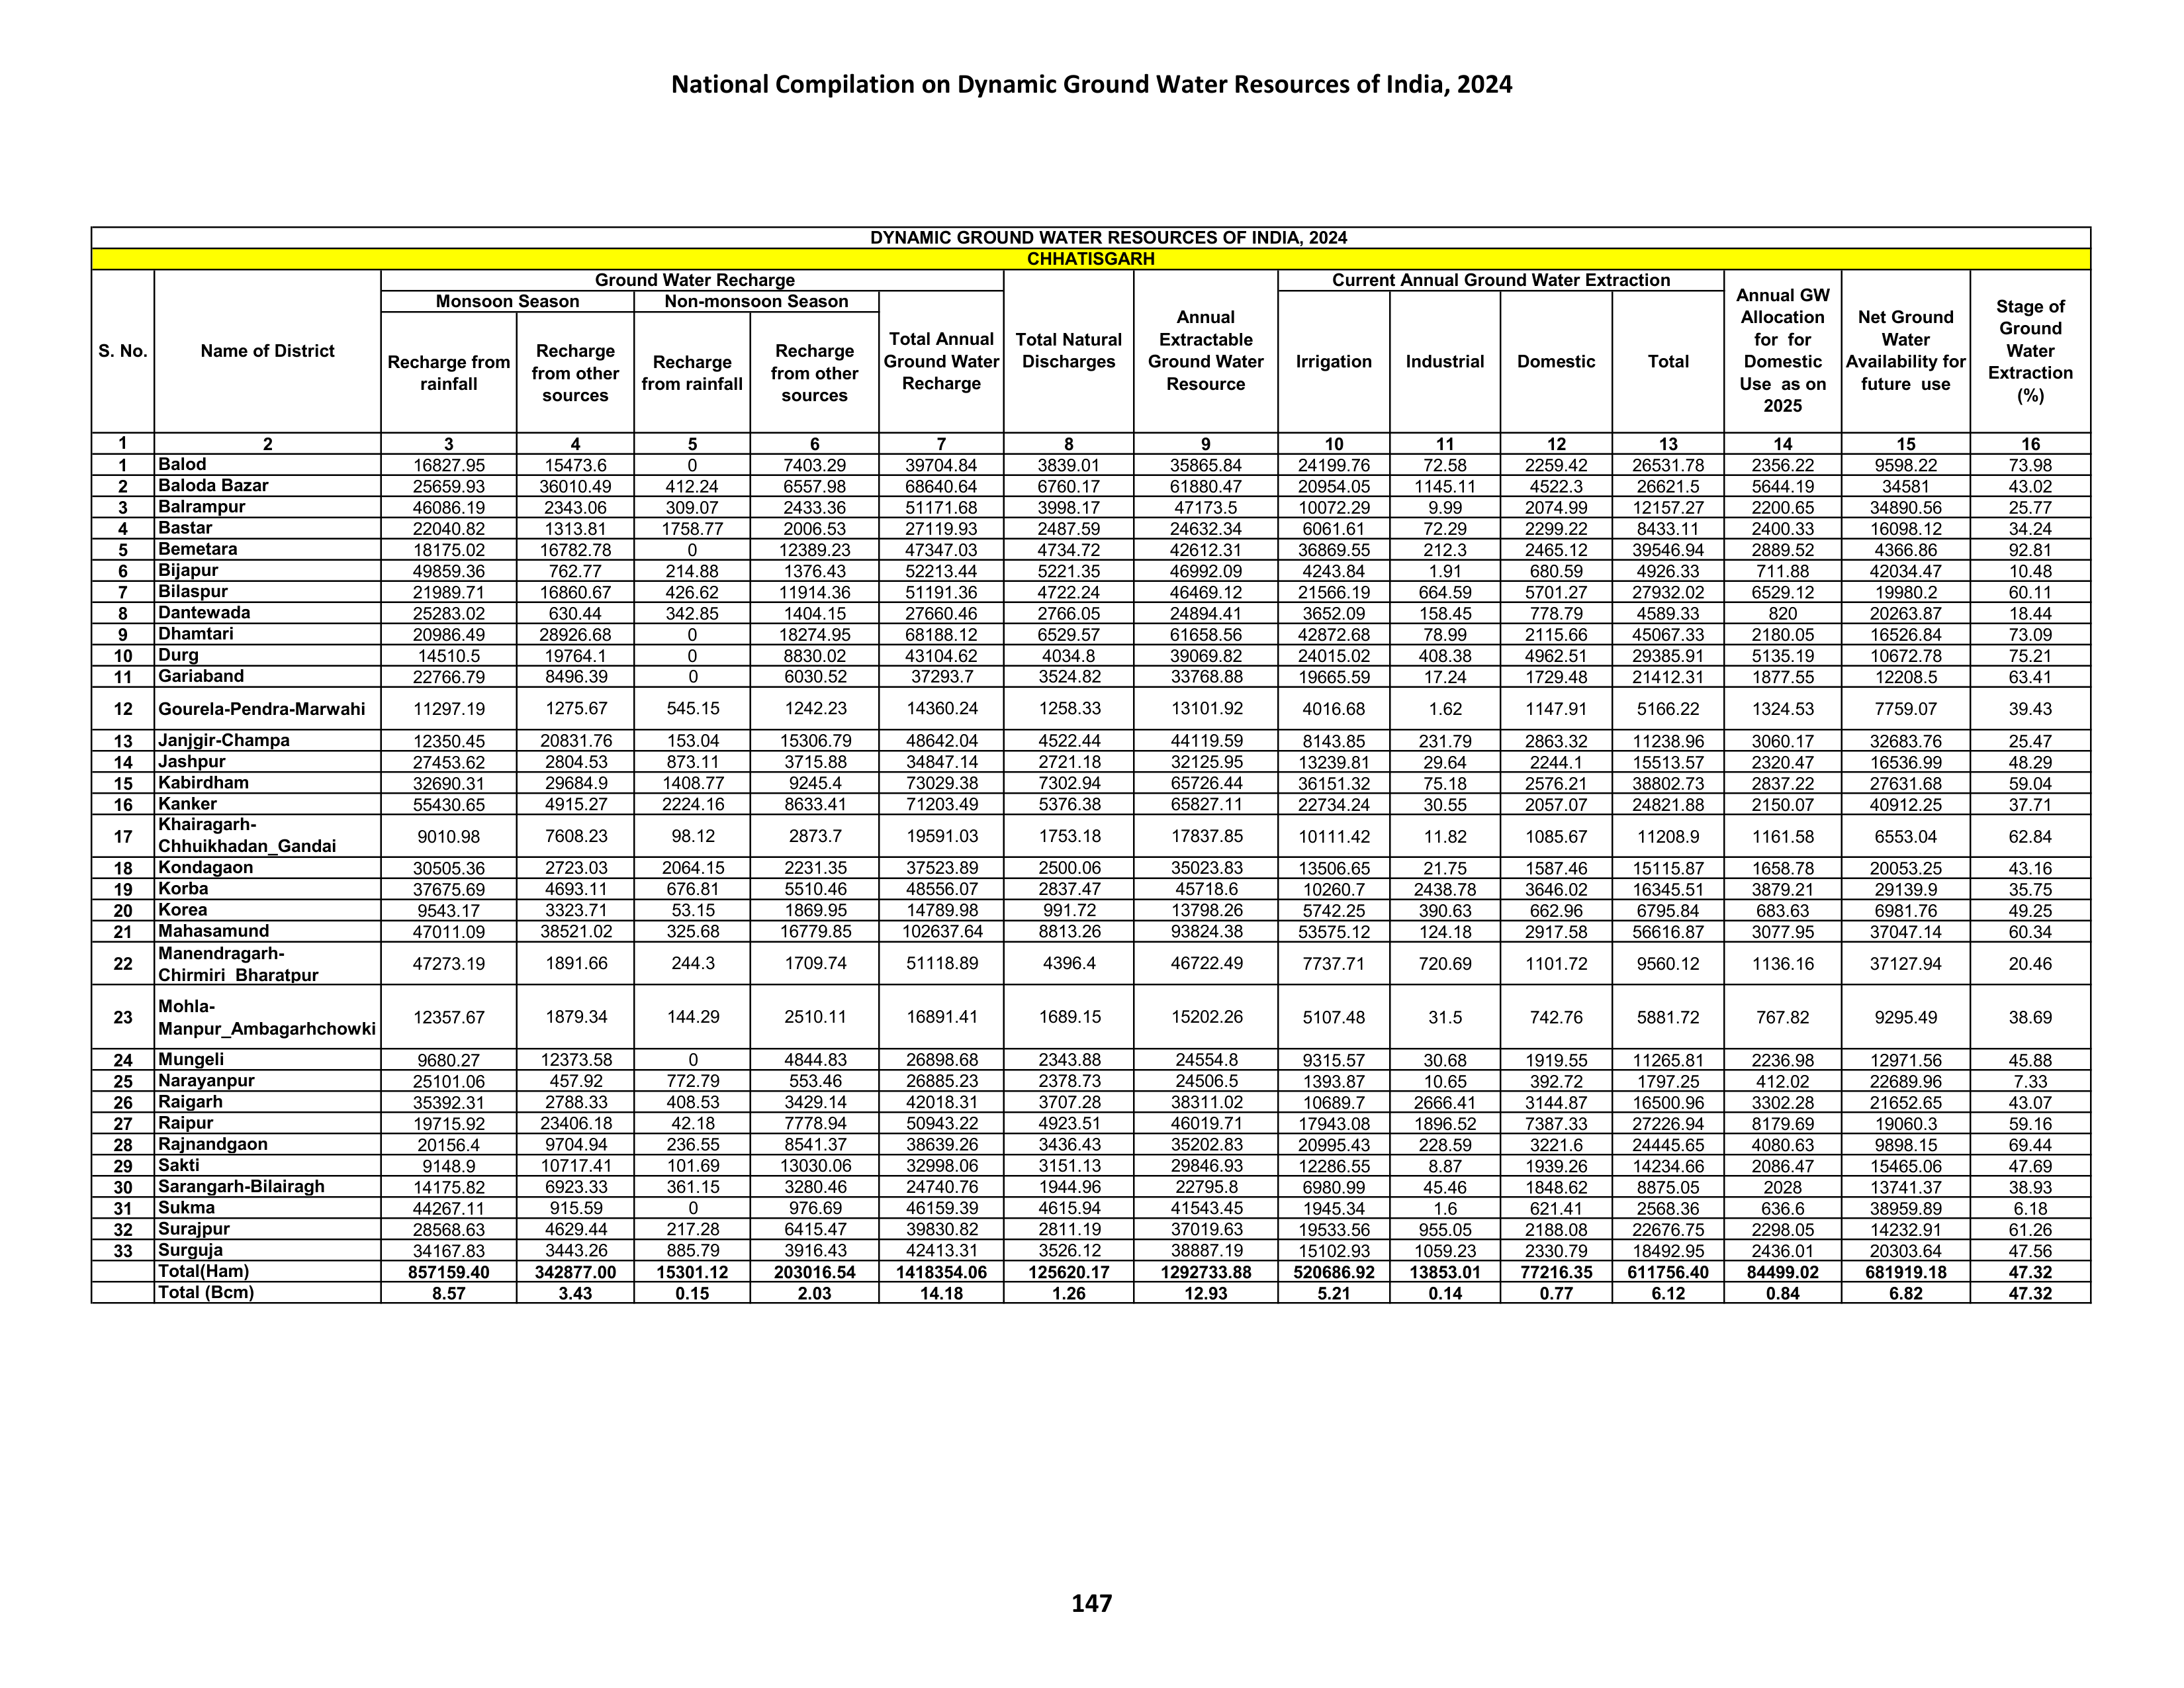 National Compilation on Dynamic Ground Water Resources of India, 2024
DYNAMIC GROUND WATER RESOURCES OF INDIA, 2024
CHHATISGARH
S. No. Name of District Ground Water Recharge Current Annual Ground Water Extraction
Monsoon Season Non-monsoon Season
Recharge from rainfall Recharge from other sources Recharge from rainfall Recharge from other sources Total Annual Ground Water Recharge Total Natural Discharges Annual Extractable Ground Water Resource Irrigation Industrial Domestic Total Annual GW Allocation for for Domestic Use as on 2025 Net Ground Water Availability for future use Stage of Ground Water Extraction (%)
1 2 3 4 5 6 7 8 9 10 11 12 13 14 15 16
1 Balod 16827.95 15473.6 0 7403.29 39704.84 3839.01 35865.84 24199.76 72.58 2259.42 26531.78 2356.22 9598.22 73.98
2 Baloda Bazar 25659.93 36010.49 412.24 6557.98 68640.64 6760.17 61880.47 20954.05 1145.11 4522.3 26621.5 5644.19 34581 43.02
3 Balrampur 46086.19 2343.06 309.07 2433.36 51171.68 3998.17 47173.5 10072.29 9.99 2074.99 12157.27 2200.65 34890.56 25.77
4 Bastar 22040.82 1313.81 1758.77 2006.53 27119.93 2487.59 24632.34 6061.61 72.29 2299.22 8433.11 2400.33 16098.12 34.24
5 Bemetara 18175.02 16782.78 0 12389.23 47347.03 4734.72 42612.31 36869.55 212.3 2465.12 39546.94 2889.52 4366.86 92.81
6 Bijapur 49859.36 762.77 214.88 1376.43 52213.44 5221.35 46992.09 4243.84 1.91 680.59 4926.33 711.88 42034.47 10.48
7 Bilaspur 21989.71 16860.67 426.62 11914.36 51191.36 4722.24 46469.12 21566.19 664.59 5701.27 27932.02 6529.12 19980.2 60.11
8 Dantewada 25283.02 630.44 342.85 1404.15 27660.46 2766.05 24894.41 3652.09 158.45 778.79 4589.33 820 20263.87 18.44
9 Dhamtari 20986.49 28926.68 0 18274.95 68188.12 6529.57 61658.56 42872.68 78.99 2115.66 45067.33 2180.05 16526.84 73.09
10 Durg 14510.5 19764.1 0 8830.02 43104.62 4034.8 39069.82 24015.02 408.38 4962.51 29385.91 5135.19 10672.78 75.21
11 Gariaband 22766.79 8496.39 0 6030.52 37293.7 3524.82 33768.88 19665.59 17.24 1729.48 21412.31 1877.55 12208.5 63.41
12 Gourela-Pendra-Marwahi 11297.19 1275.67 545.15 1242.23 14360.24 1258.33 13101.92 4016.68 1.62 1147.91 5166.22 1324.53 7759.07 39.43
13 Janjgir-Champa 12350.45 20831.76 153.04 15306.79 48642.04 4522.44 44119.59 8143.85 231.79 2863.32 11238.96 3060.17 32683.76 25.47
14 Jashpur 27453.62 2804.53 873.11 3715.88 34847.14 2721.18 32125.95 13239.81 29.64 2244.1 15513.57 2320.47 16536.99 48.29
15 Kabirdham 32690.31 29684.9 1408.77 9245.4 73029.38 7302.94 65726.44 36151.32 75.18 2576.21 38802.73 2837.22 27631.68 59.04
16 Kanker 55430.65 4915.27 2224.16 8633.41 71203.49 5376.38 65827.11 22734.24 30.55 2057.07 24821.88 2150.07 40912.25 37.71
17 Khairagarh-Chhuikhadan_Gandai 9010.98 7608.23 98.12 2873.7 19591.03 1753.18 17837.85 10111.42 11.82 1085.67 11208.9 1161.58 6553.04 62.84
18 Kondagaon 30505.36 2723.03 2064.15 2231.35 37523.89 2500.06 35023.83 13506.65 21.75 1587.46 15115.87 1658.78 20053.25 43.16
19 Korba 37675.69 4693.11 676.81 5510.46 48556.07 2837.47 45718.6 10260.7 2438.78 3646.02 16345.51 3879.21 29139.9 35.75
20 Korea 9543.17 3323.71 53.15 1869.95 14789.98 991.72 13798.26 5742.25 390.63 662.96 6795.84 683.63 6981.76 49.25
21 Mahasamund 47011.09 38521.02 325.68 16779.85 102637.64 8813.26 93824.38 53575.12 124.18 2917.58 56616.87 3077.95 37047.14 60.34
22 Manendragarh-Chirmiri_Bharatpur 47273.19 1891.66 244.3 1709.74 51118.89 4396.4 46722.49 7737.71 720.69 1101.72 9560.12 1136.16 37127.94 20.46
23 Mohla-Manpur_Ambagarhchowki 12357.67 1879.34 144.29 2510.11 16891.41 1689.15 15202.26 5107.48 31.5 742.76 5881.72 767.82 9295.49 38.69
24 Mungeli 9680.27 12373.58 0 4844.83 26898.68 2343.88 24554.8 9315.57 30.68 1919.55 11265.81 2236.98 12971.56 45.88
25 Narayanpur 25101.06 457.92 772.79 553.46 26885.23 2378.73 24506.5 1393.87 10.65 392.72 1797.25 412.02 22689.96 7.33
26 Raigarh 35392.31 2788.33 408.53 3429.14 42018.31 3707.28 38311.02 10689.7 2666.41 3144.87 16500.96 3302.28 21652.65 43.07
27 Raipur 19715.92 23406.18 42.18 7778.94 50943.22 4923.51 46019.71 17943.08 1896.52 7387.33 27226.94 8179.69 19060.3 59.16
28 Rajnandgaon 20156.4 9704.94 236.55 8541.37 38639.26 3436.43 35202.83 20995.43 228.59 3221.6 24445.65 4080.63 9898.15 69.44
29 Sakti 9148.9 10717.41 101.69 13030.06 32998.06 3151.13 29846.93 12286.55 8.87 1939.26 14234.66 2086.47 15465.06 47.69
30 Sarangarh-Bilairagh 14175.82 6923.33 361.15 3280.46 24740.76 1944.96 22795.8 6980.99 45.46 1848.62 8875.05 2028 13741.37 38.93
31 Sukma 44267.11 915.59 0 976.69 46159.39 4615.94 41543.45 1945.34 1.6 621.41 2568.36 636.6 38959.89 6.18
32 Surajpur 28568.63 4629.44 217.28 6415.47 39830.82 2811.19 37019.63 19533.56 955.05 2188.08 22676.75 2298.05 14232.91 61.26
33 Surguja 34167.83 3443.26 885.79 3916.43 42413.31 3526.12 38887.19 15102.93 1059.23 2330.79 18492.95 2436.01 20303.64 47.56
Total(Ham) 857159.40 342877.00 15301.12 203016.54 1418354.06 125620.17 1292733.88 520686.92 13853.01 77216.35 611756.40 84499.02 681919.18 47.32
Total (Bcm) 8.57 3.43 0.15 2.03 14.18 1.26 12.93 5.21 0.14 0.77 6.12 0.84 6.82 47.32
147